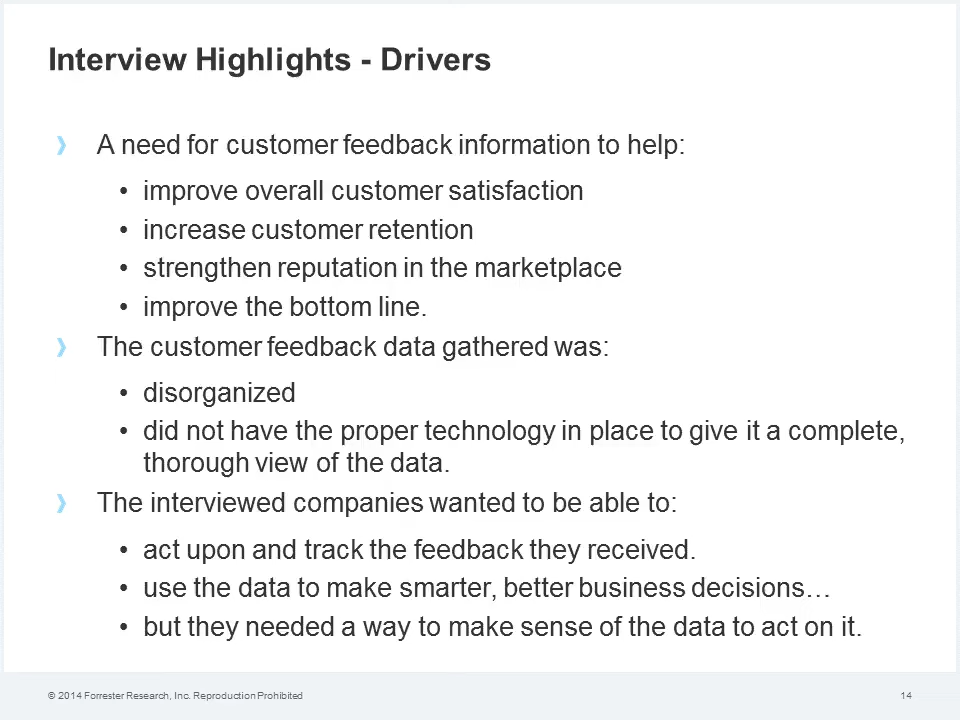 Interview Highlights - Drivers
A need for customer feedback information to help:
• improve overall customer satisfaction
• increase customer retention
• strengthen reputation in the marketplace
• improve the bottom line.
The customer feedback data gathered was:
• disorganized
• did not have the proper technology in place to give it a complete,
thorough view of the data.
The interviewed companies wanted to be able to:
• act upon and track the feedback they received.
• use the data to make smarter, better business decisions…
• but they needed a way to make sense of the data to act on it.
© 2014 Forrester Research, Inc. Reproduction Prohibited
14